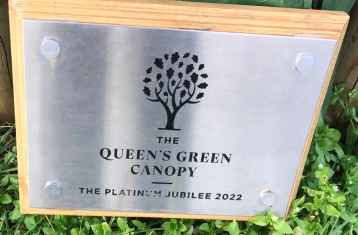 THE
QUEEN'S GREEN
CANOPY
THE PLATINUM JUBILEE 2022